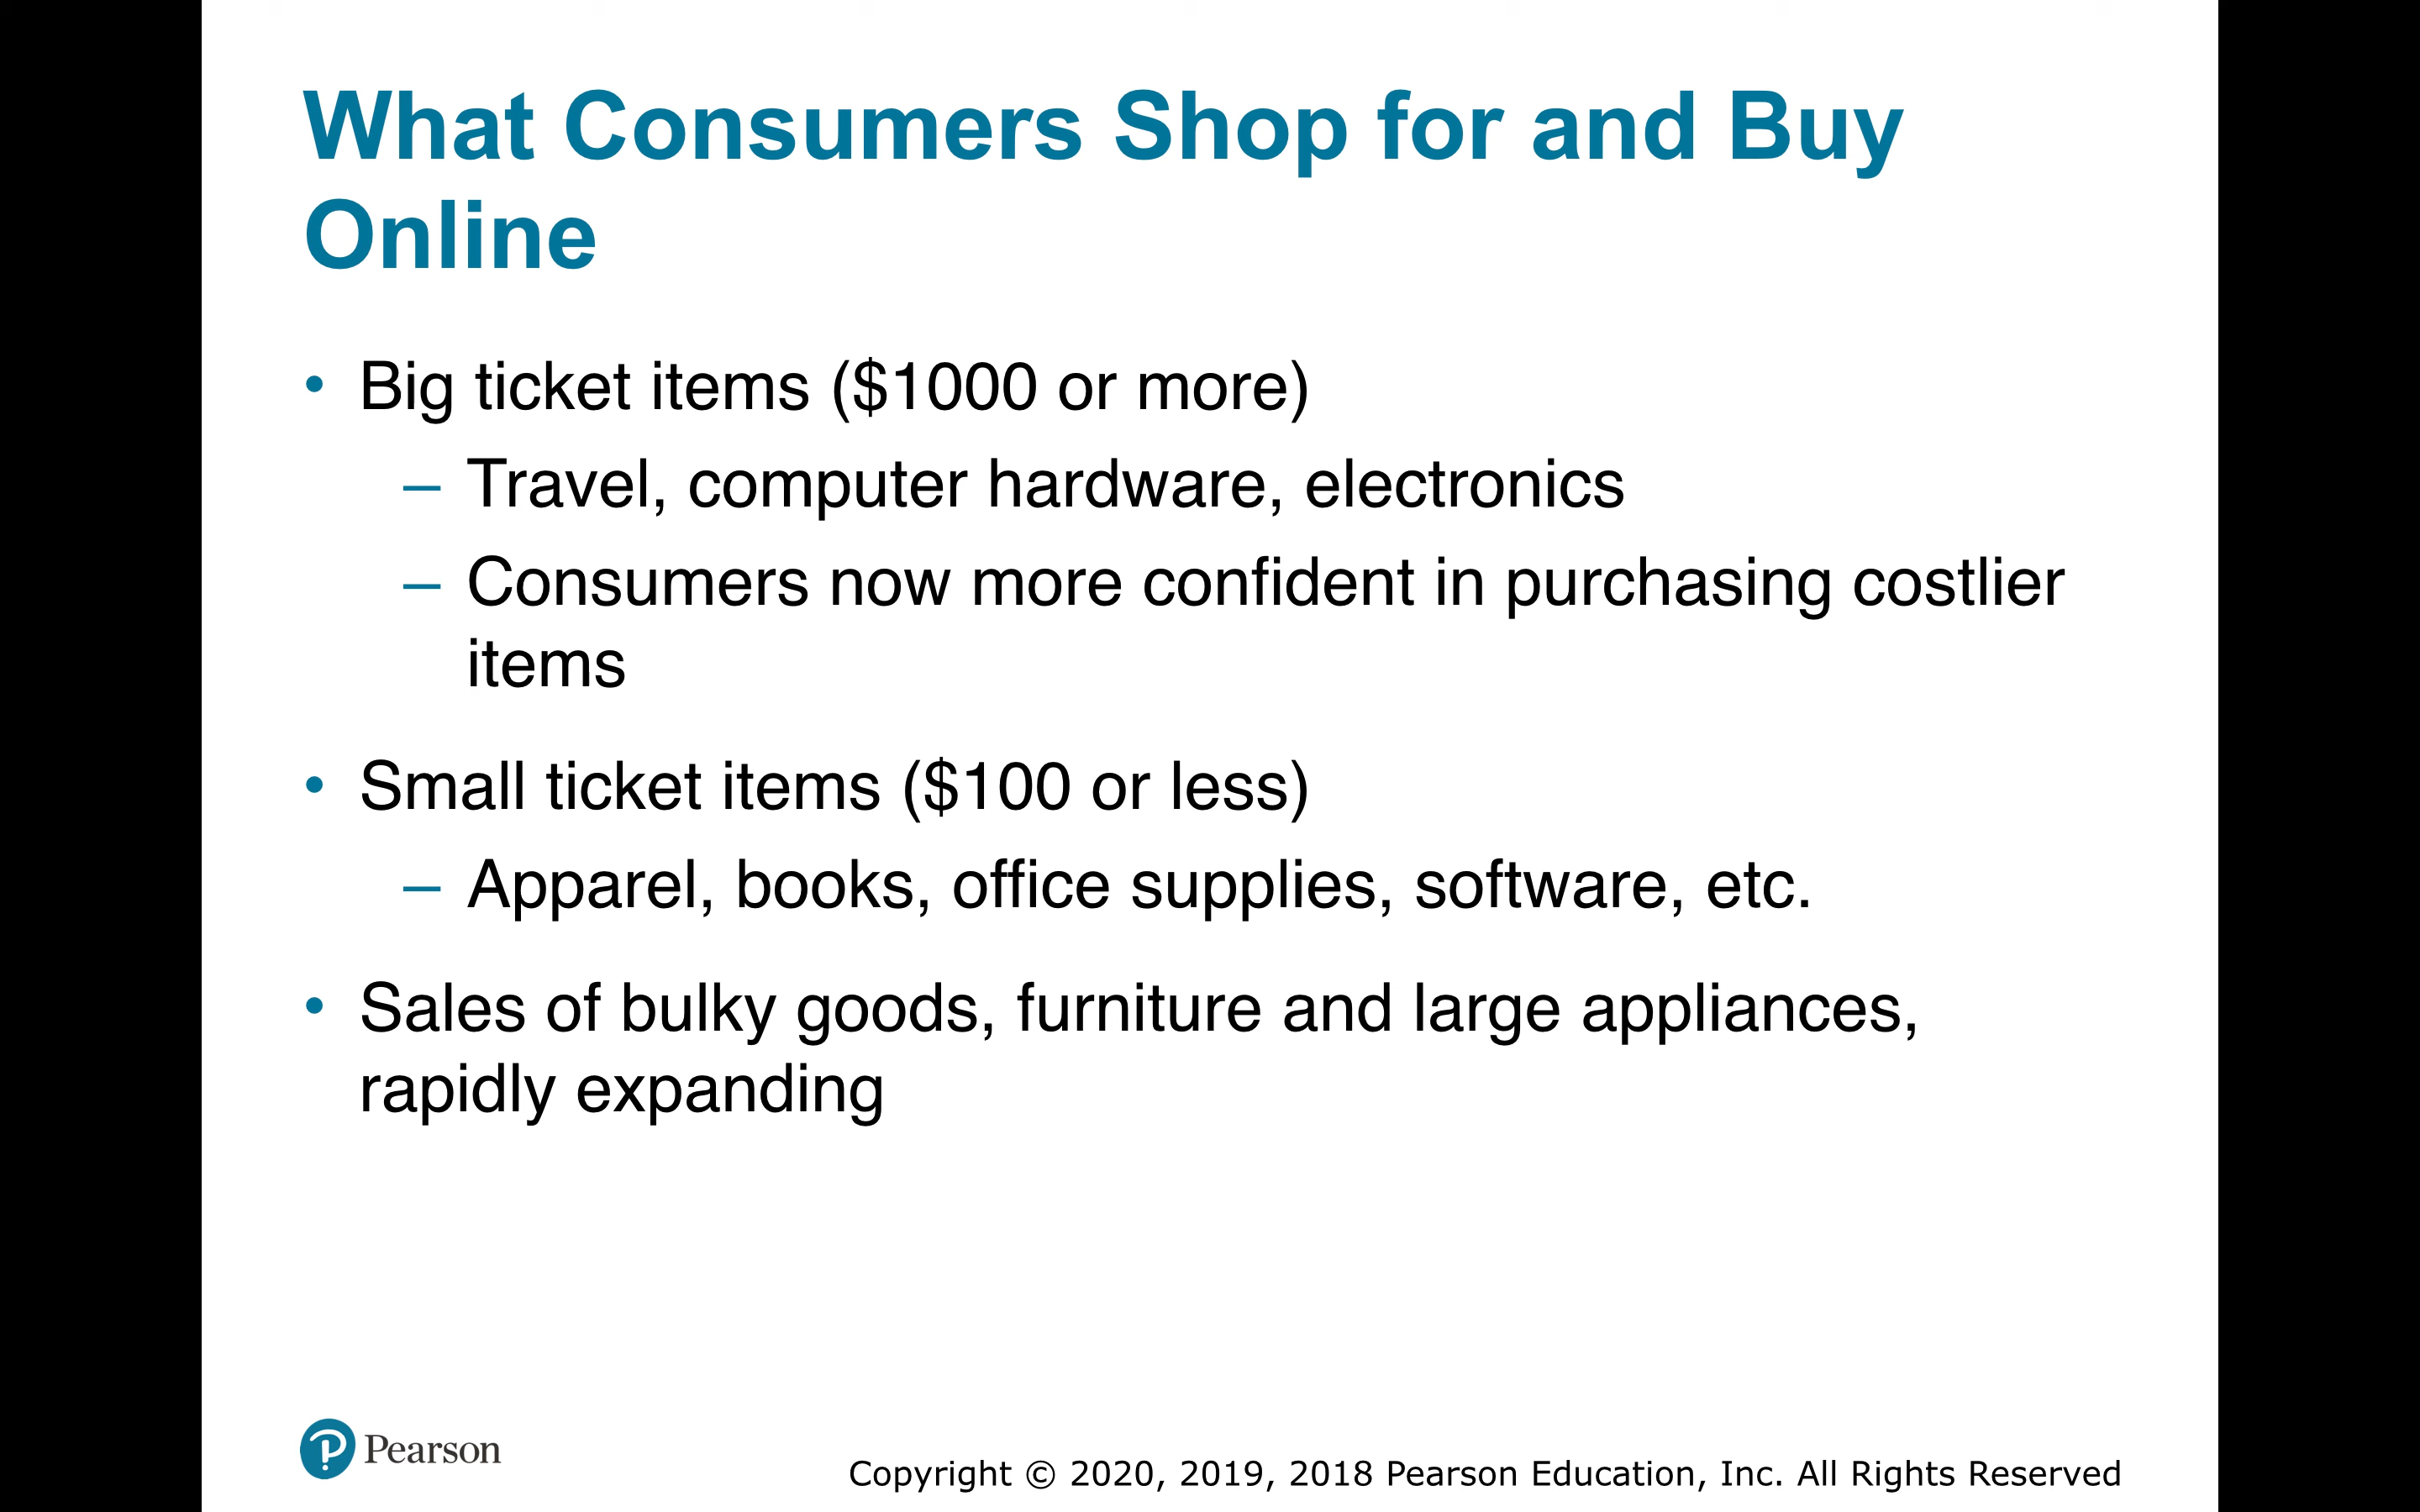 What Consumers Shop for and Buy
Online
• Big ticket items ($1000 or more)
– Travel, computer hardware, electronics
– Consumers now more confident in purchasing costlier
items
• Small ticket items ($100 or less)
– Apparel, books, office supplies, software, etc.
• Sales of bulky goods, furniture and large appliances,
rapidly expanding
P Pearson
Copyright © 2020, 2019, 2018 Pearson Education, Inc. All Rights Reserved